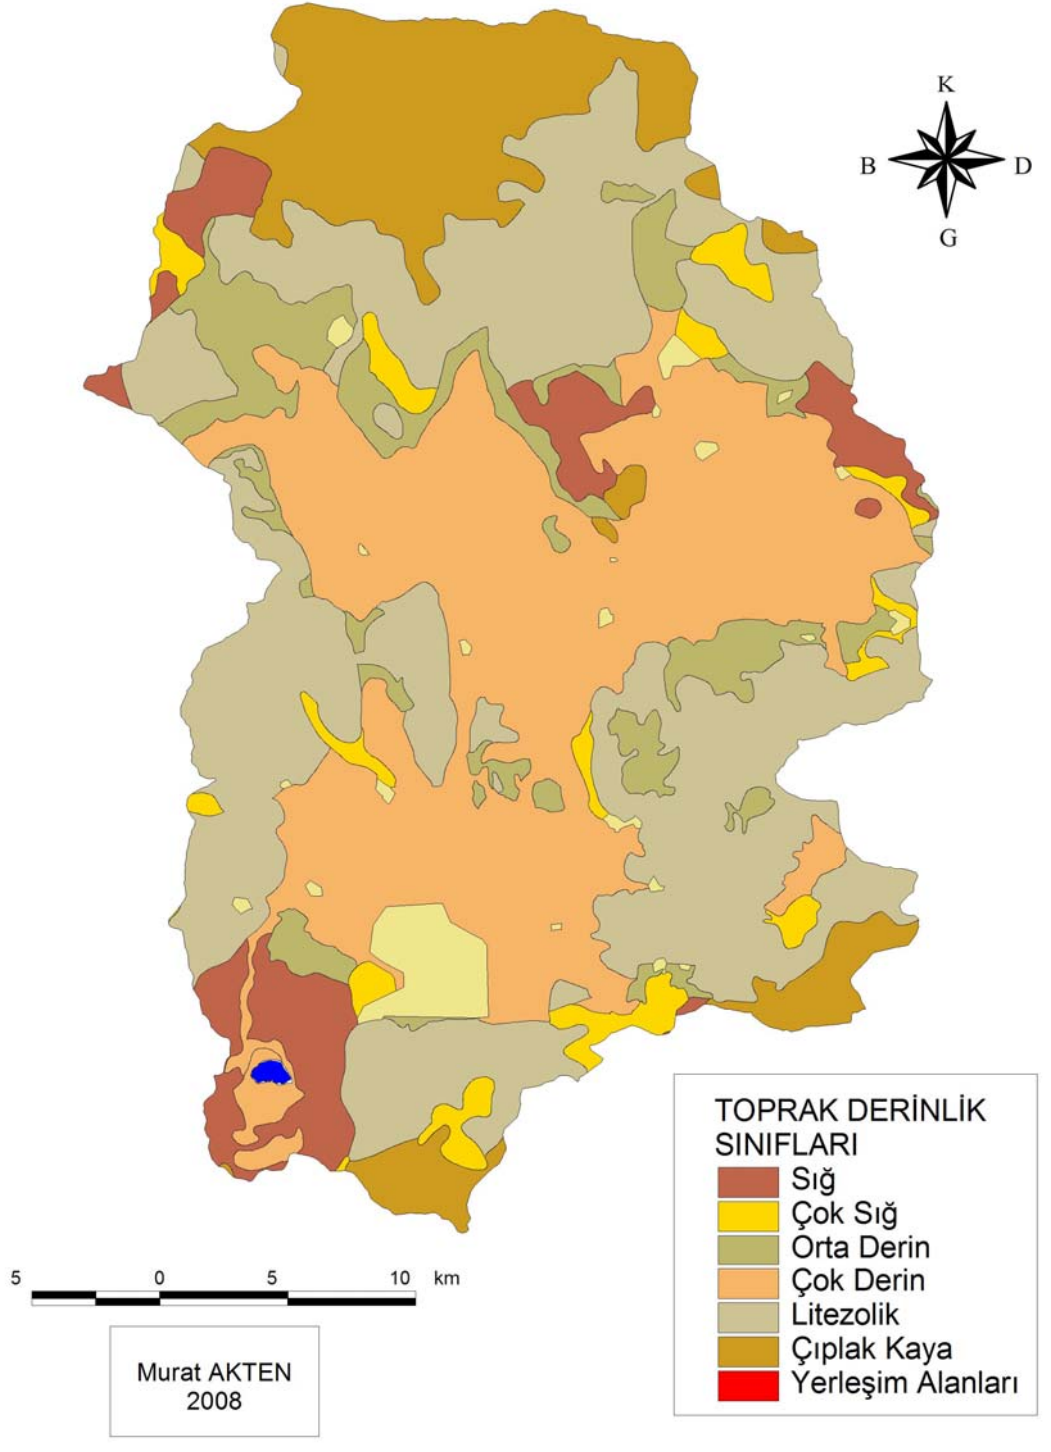 K
B D
G
TOPRAK DERİNLİK
SINIFLARI
Sığ
Çok Sığ
Orta Derin
Çok Derin
Litezolik
Çıplak Kaya
Yerleşim Alanları
5 0 5 10 km
Murat AKTEN
2008